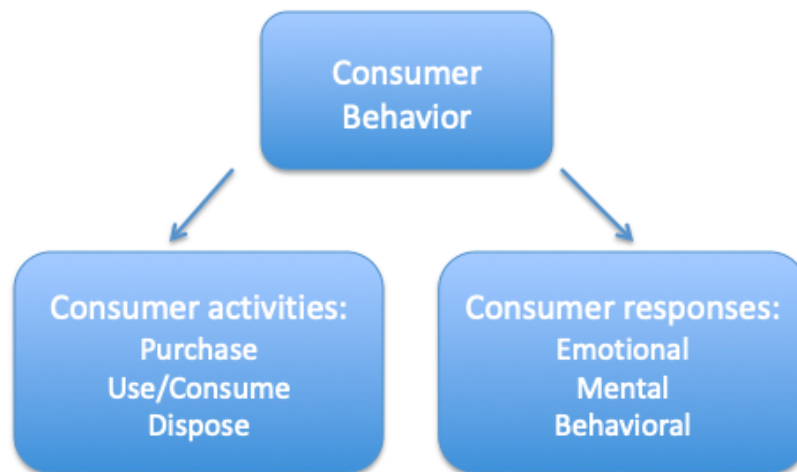 Consumer
Behavior
Consumer activities:
Purchase
Use/Consume
Dispose
Consumer responses:
Emotional
Mental
Behavioral